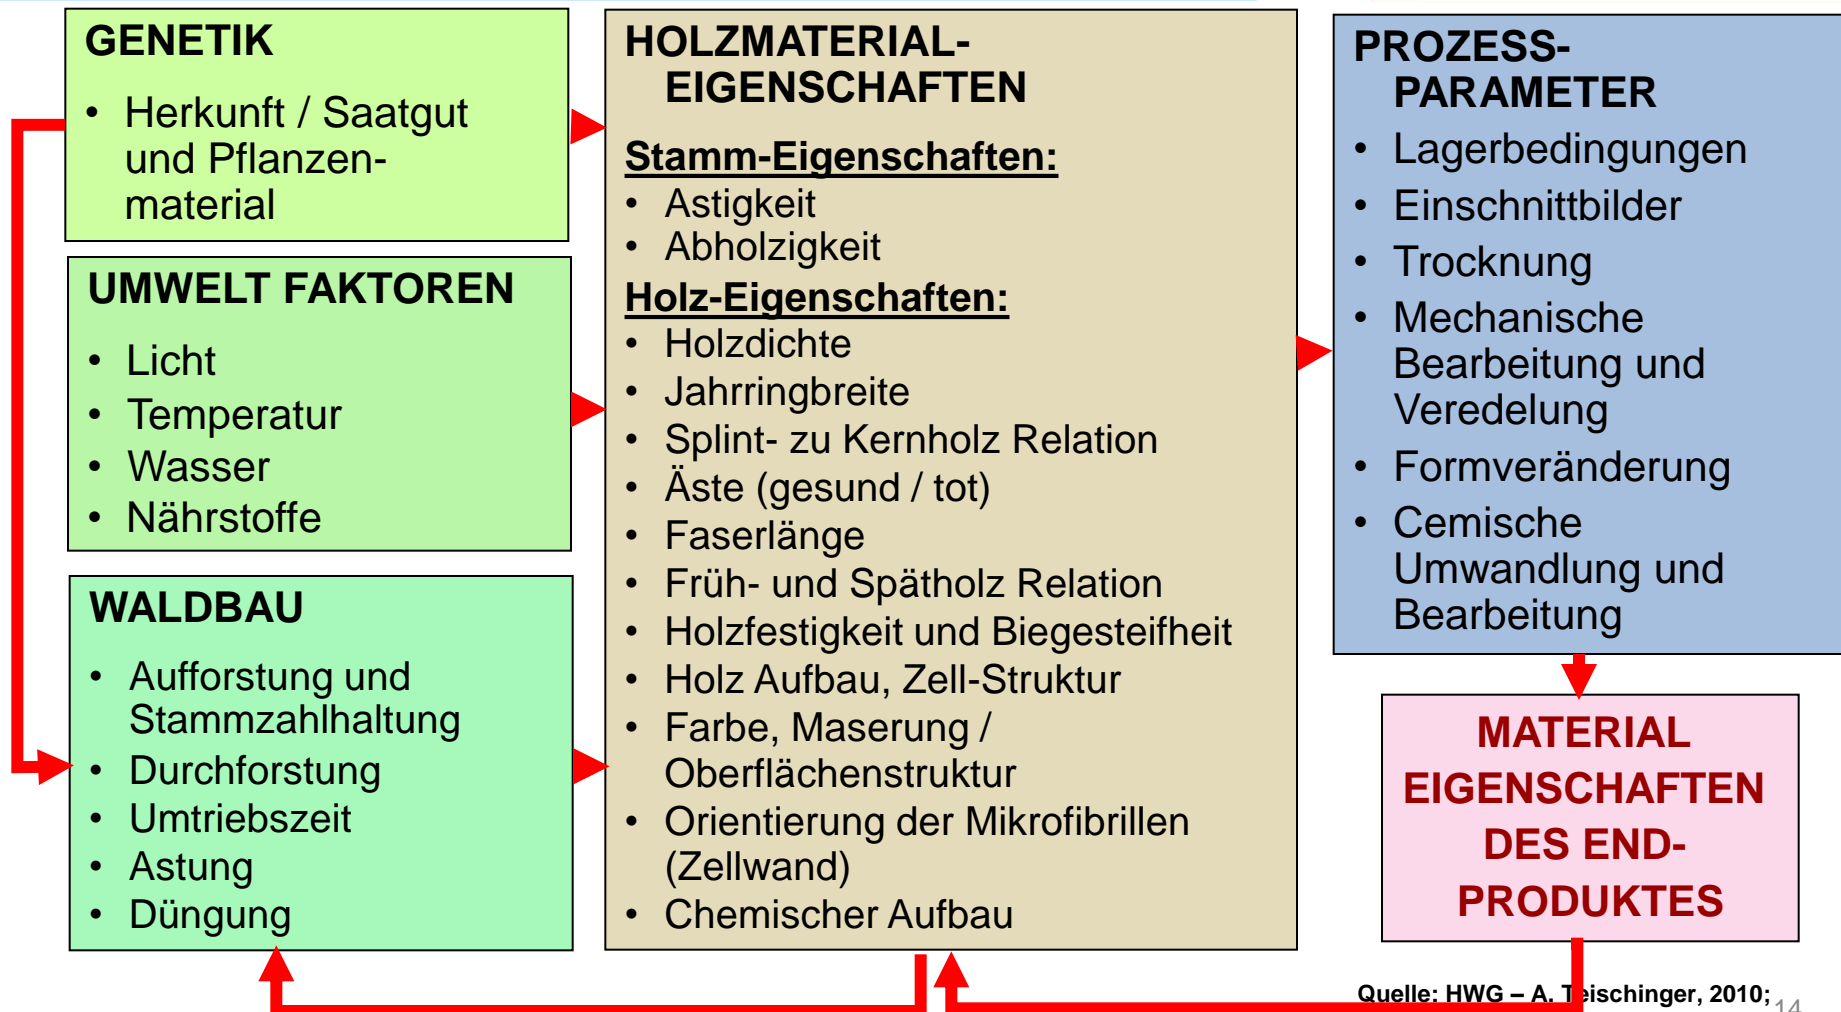 GENETIK
• Herkunft / Saatgut
und Pflanzen-
material
UMWELT FAKTOREN
• Licht
• Temperatur
• Wasser
• Nährstoffe
WALDBAU
• Aufforstung und
Stammzahlhaltung
• Durchforstung
• Umtriebszeit
• Astung
• Düngung
HOLZMATERIAL-
EIGENSCHAFTEN
Stamm-Eigenschaften:
• Astigkeit
• Abholzigkeit
Holz-Eigenschaften:
• Holzdichte
• Jahrringbreite
• Splint- zu Kernholz Relation
• Äste (gesund / tot)
• Faserlänge
• Früh- und Spätholz Relation
• Holzfestigkeit und Biegesteifheit
• Holz Aufbau, Zell-Struktur
• Farbe, Maserung /
Oberflächenstruktur
• Orientierung der Mikrofibrillen
(Zellwand)
• Chemischer Aufbau
PROZESS-
PARAMETER
• Lagerbedingungen
• Einschnittbilder
• Trocknung
• Mechanische
Bearbeitung und
Veredelung
• Formveränderung
• Cemische
Umwandlung und
Bearbeitung
MATERIAL
EIGENSCHAFTEN
DES END-
PRODUKTES
Quelle: HWG – A. Teischinger, 2010;
14